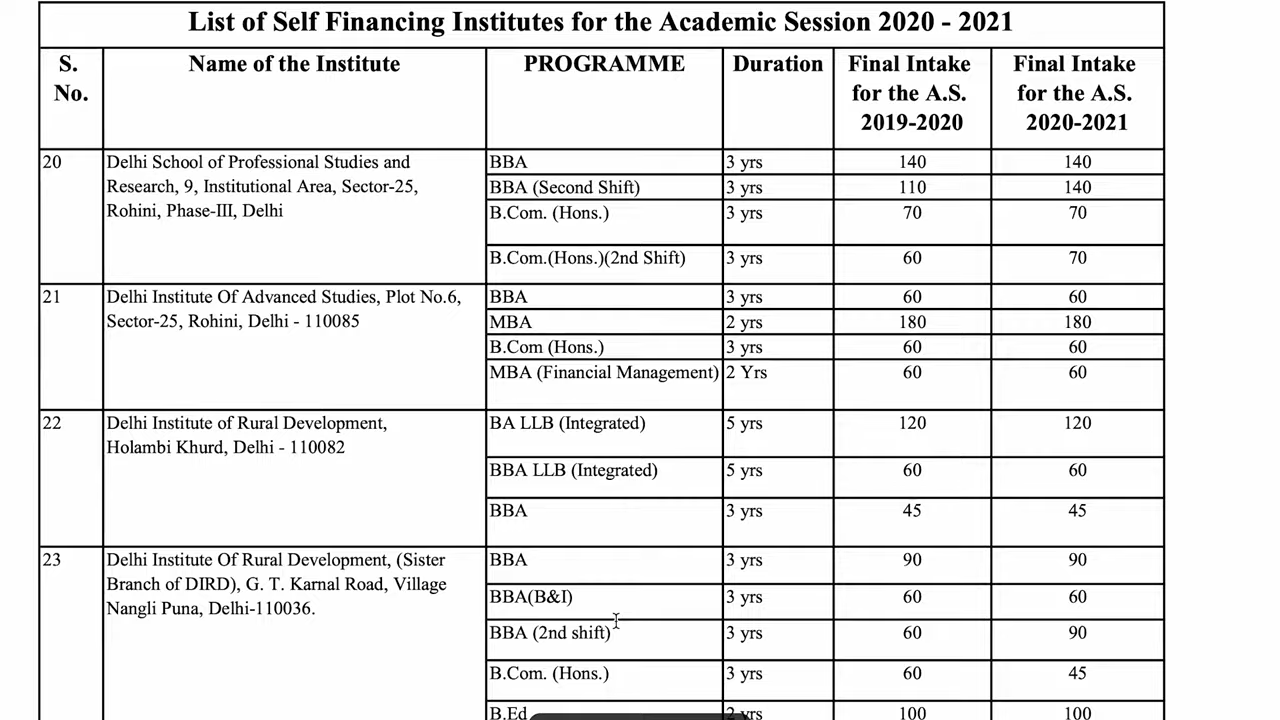 List of Self Financing Institutes for the Academic Session 2020 - 2021
S. No. Name of the Institute PROGRAMME Duration Final Intake for the A.S. 2019-2020 Final Intake for the A.S. 2020-2021
20 Delhi School of Professional Studies and BBA 3 yrs 140 140
Research, 9, Institutional Area, Sector-25, BBA (Second Shift) 3 yrs 110 140
Rohini, Phase-III, Delhi B.Com. (Hons.) 3 yrs 70 70
B.Com.(Hons.)(2nd Shift) 3 yrs 60 70
21 Delhi Institute Of Advanced Studies, Plot No.6, BBA 3 yrs 60 60
Sector-25, Rohini, Delhi - 110085 MBA 2 yrs 180 180
B.Com (Hons.) 3 yrs 60 60
MBA (Financial Management) 2 Yrs 60 60
22 Delhi Institute of Rural Development, BA LLB (Integrated) 5 yrs 120 120
Holambi Khurd, Delhi - 110082
BBA LLB (Integrated) 5 yrs 60 60
BBA 3 yrs 45 45
23 Delhi Institute Of Rural Development, (Sister BBA 3 yrs 90 90
Branch of DIRD), G. T. Karnal Road, Village BBA(B&I) 3 yrs 60 60
Nangli Puna, Delhi-110036.
BBA (2nd shift) 3 yrs 60 90
B.Com. (Hons.) 3 yrs 60 45
B.Ed 2 yrs 100 100